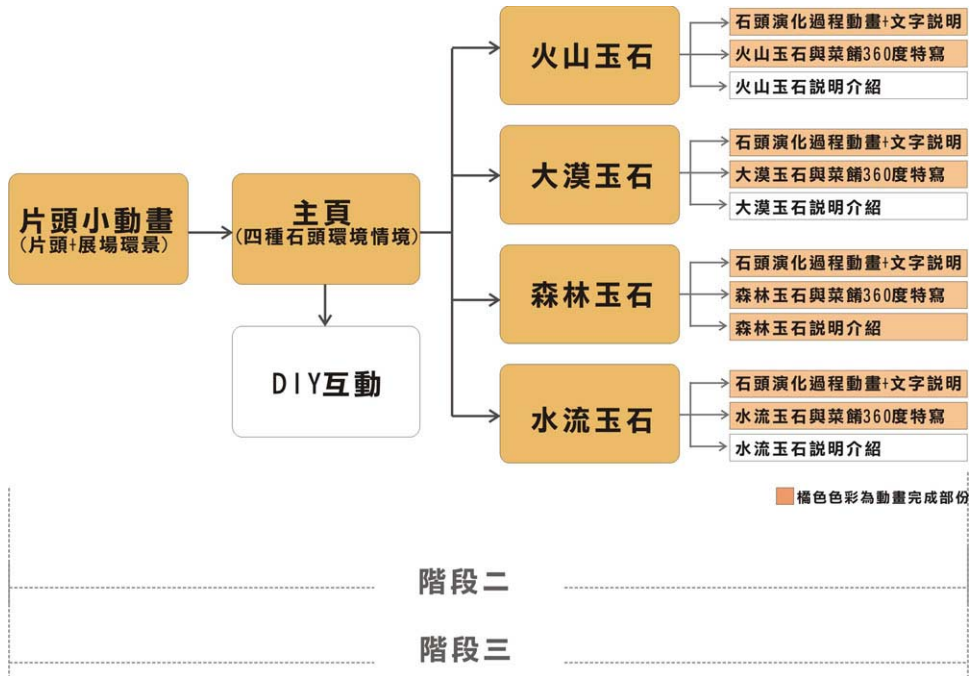 片頭小動畫
(片頭+展場環景)
主頁
(四種石頭環境情境)
DIY互動
火山玉石
石頭演化過程動畫+文字說明
火山玉石與菜餚360度特寫
火山玉石說明介紹
大漠玉石
石頭演化過程動畫+文字說明
大漠玉石與菜餚360度特寫
大漠玉石說明介紹
森林玉石
石頭演化過程動畫+文字說明
森林玉石與菜餚360度特寫
森林玉石說明介紹
水流玉石
石頭演化過程動畫+文字說明
水流玉石與菜餚360度特寫
水流玉石說明介紹
橘色色彩為動畫完成部份
階段二
階段三